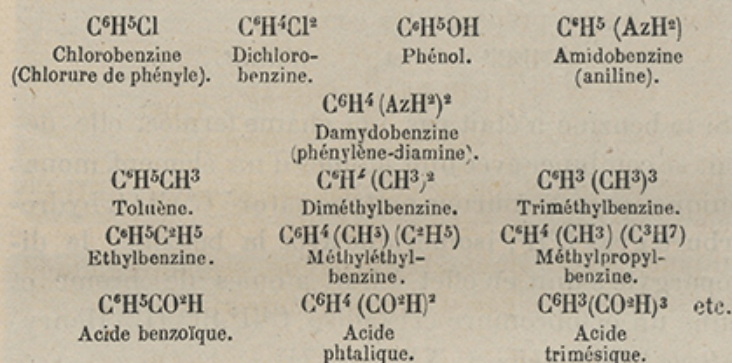 C⁶H⁵Cl C⁶H⁴Cl² C⁶H⁵OH C⁶H⁵ (AzH²)
Chlorobenzine Dichloro- Phénol. Amidobenzine
(Chlorure de phényle). benzine. (aniline).
C⁶H⁴ (AzH²)²
Damydobenzine
(phénylène-diamine).
C⁶H⁵CH³ C⁶H⁴ (CH³)² C⁶H³ (CH³)³
Toluène. Diméthylbenzine. Triméthylbenzine.
C⁶H⁵C²H⁵ C⁶H⁴ (CH³) (C²H⁵) C⁶H⁴ (CH³) (C³H⁷)
Ethylbenzine. Méthyléthyl- Méthylpropyl-
benzine. benzine.
C⁶H⁵CO²H C⁶H⁴ (CO²H)² C⁶H³(CO²H)³ etc.
Acide benzoïque. Acide Acide
phtalique. trimésique.